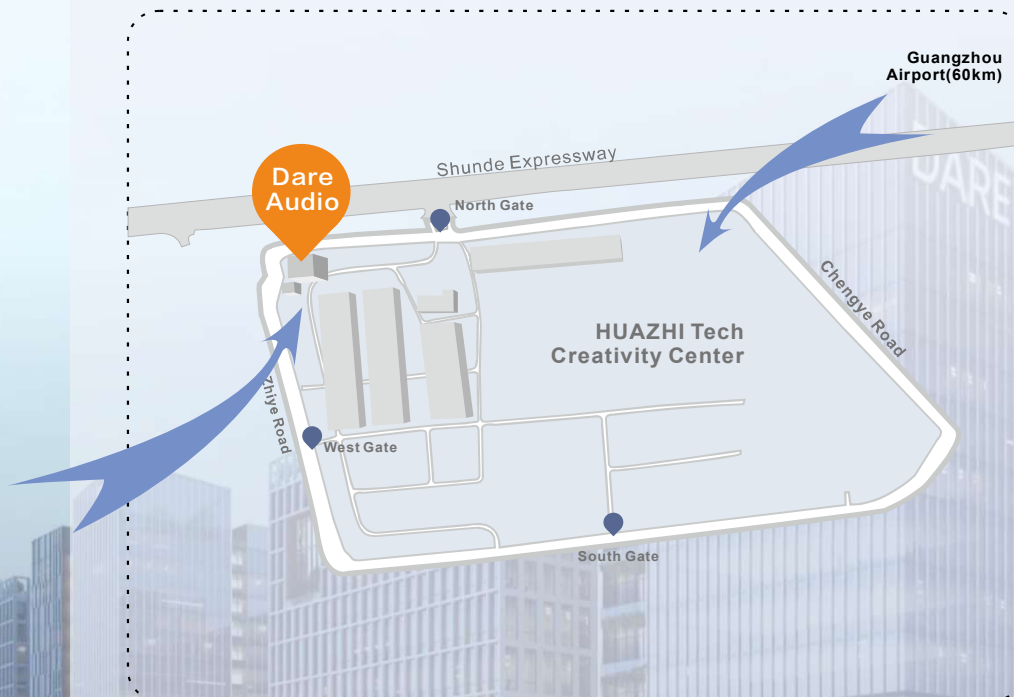 Guangzhou
Airport(60km)
DARE
Shunde Expressway
Dare
Audio
North Gate
Chengye Road
HUAZHI Tech
Creativity Center
Zhiye Road
West Gate
South Gate